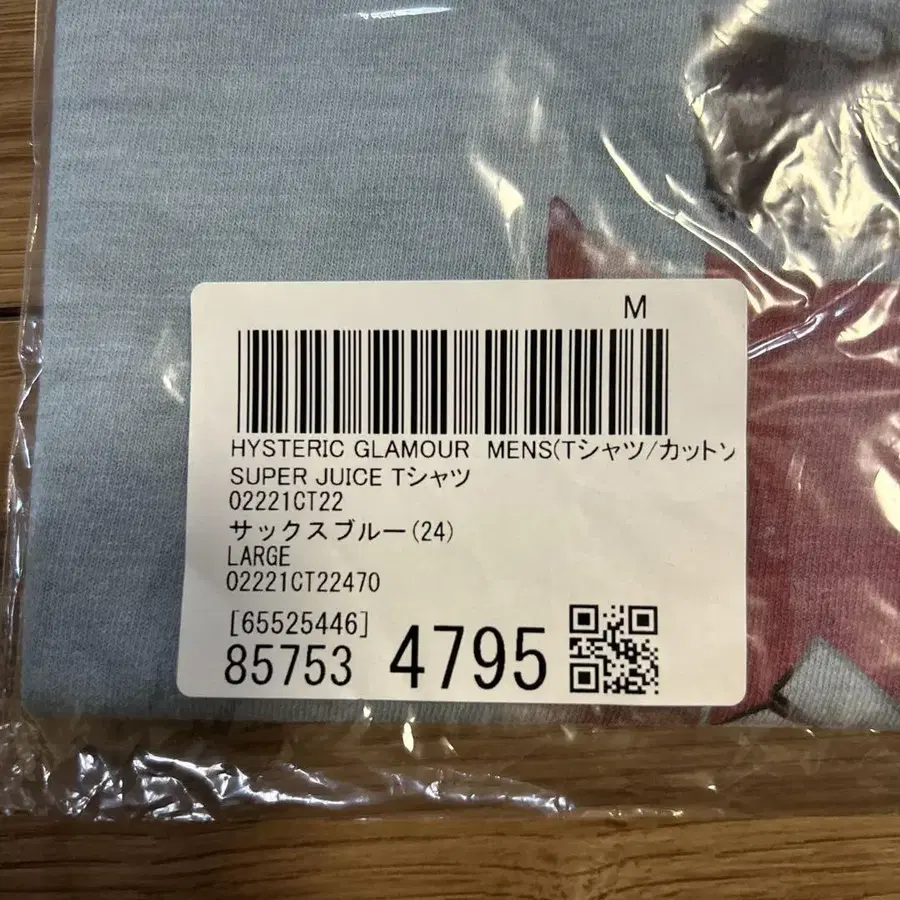 M
HYSTERIC GLAMOUR MENS(Tシャツ/カットソ
SUPER JUICE Tシャツ
02221CT22
サックスブルー(24)
LARGE
02221CT22470
[65525446]
85753 4795